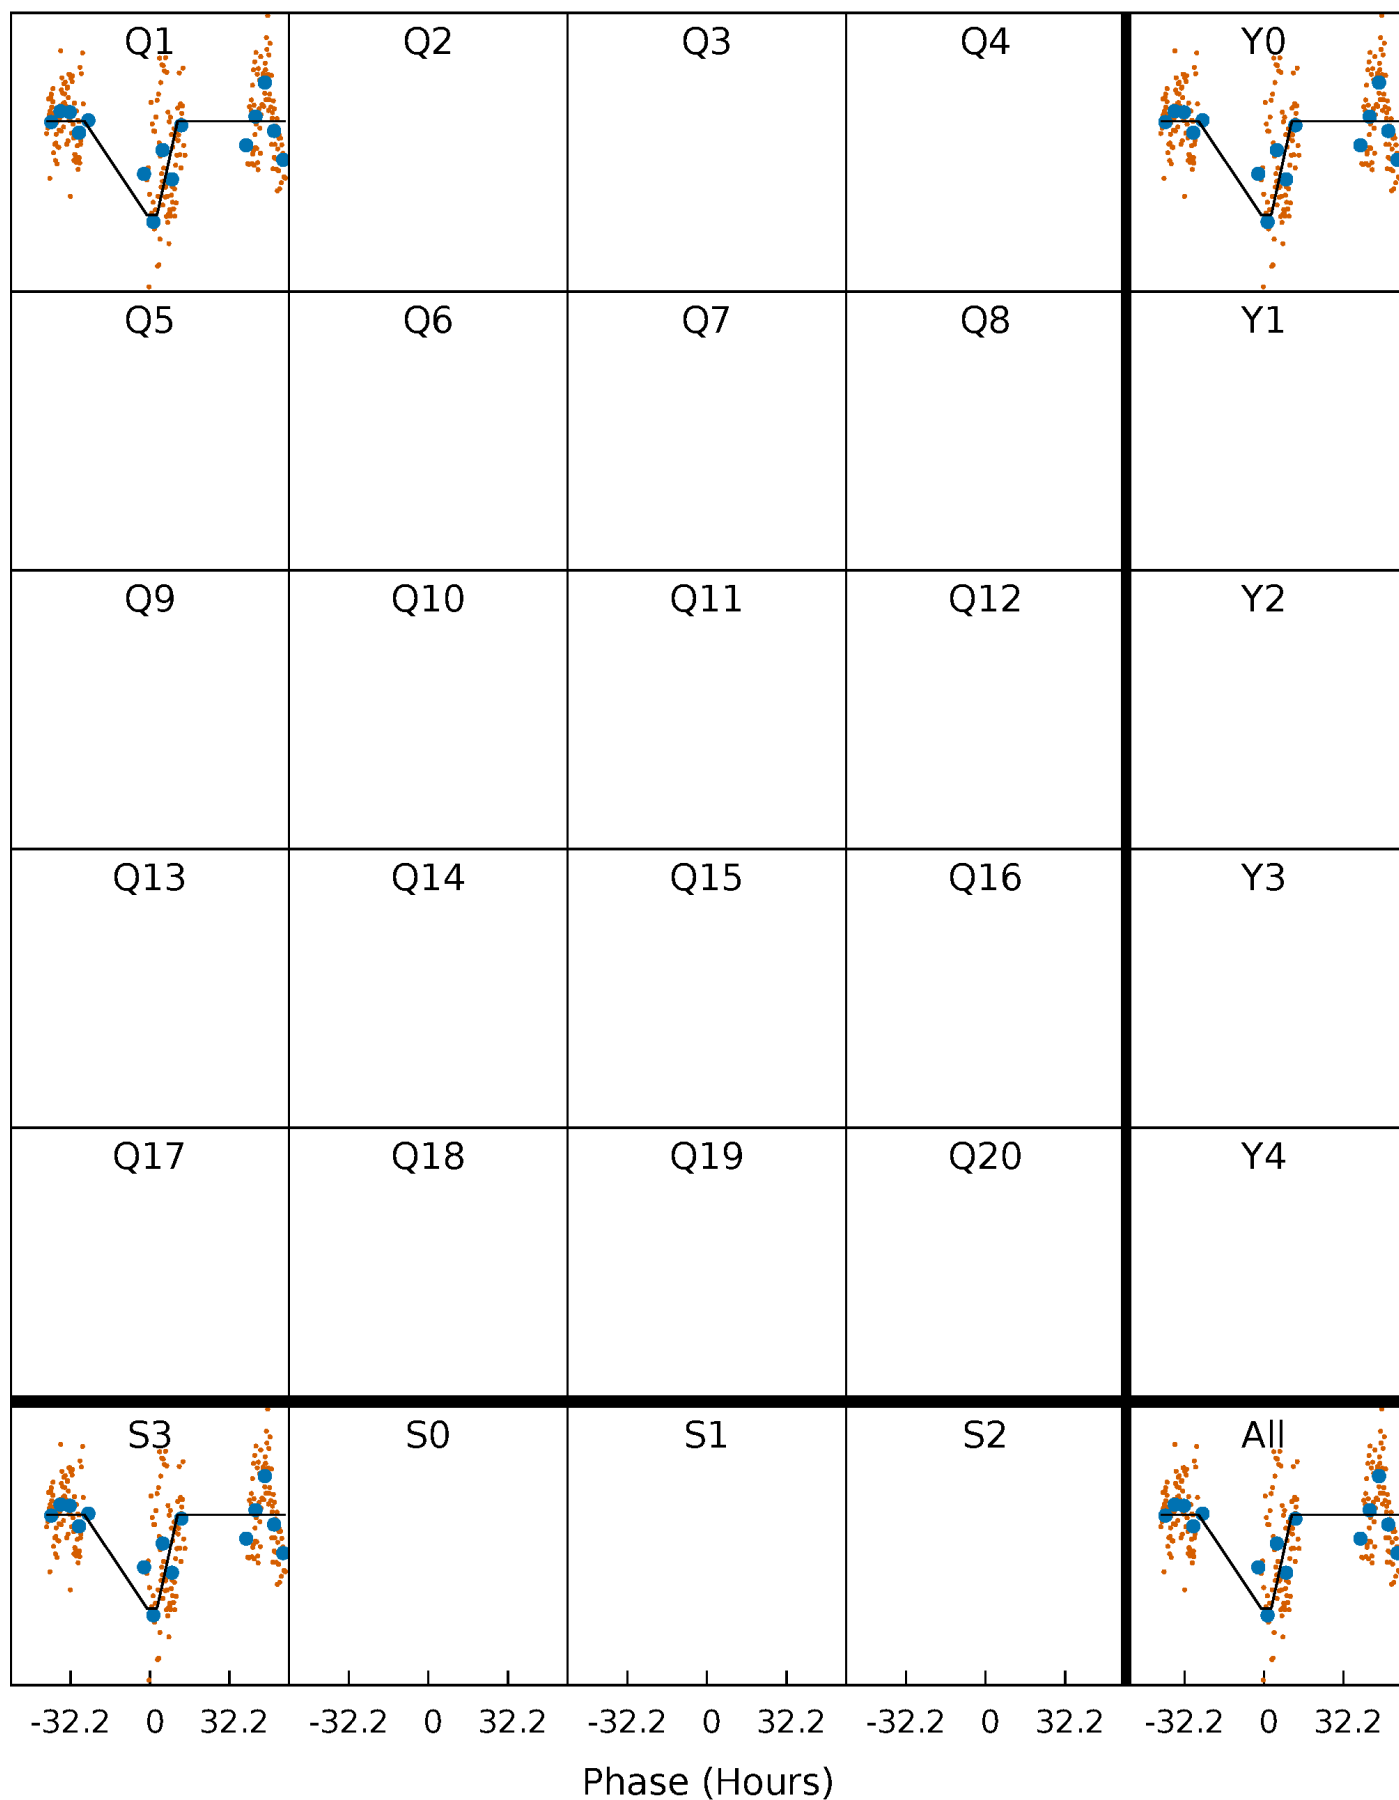 Q1 Q2 Q3 Q4 Y0
Q5 Q6 Q7 Q8 Y1
Q9 Q10 Q11 Q12 Y2
Q13 Q14 Q15 Q16 Y3
Q17 Q18 Q19 Q20 Y4
S3 S0 S1 S2 All
-32.2 0 32.2 -32.2 0 32.2 -32.2 0 32.2 -32.2 0 32.2 -32.2 0 32.2
Phase (Hours)